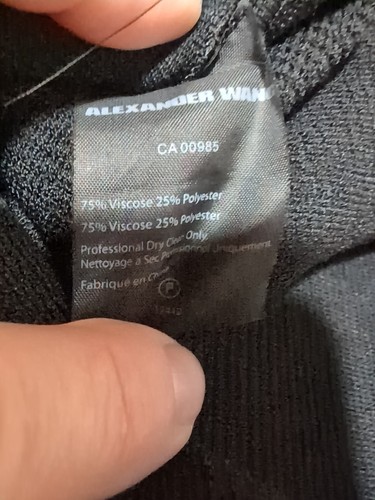 ALEXANDER WANG
CA 00985
75% Viscose 25% Polyester
75% Viscose 25% Polyester
Professional Dry Clean Only,
Nettoyage à Sec Professionnel Uniquement
Fabriqué en Chine
P